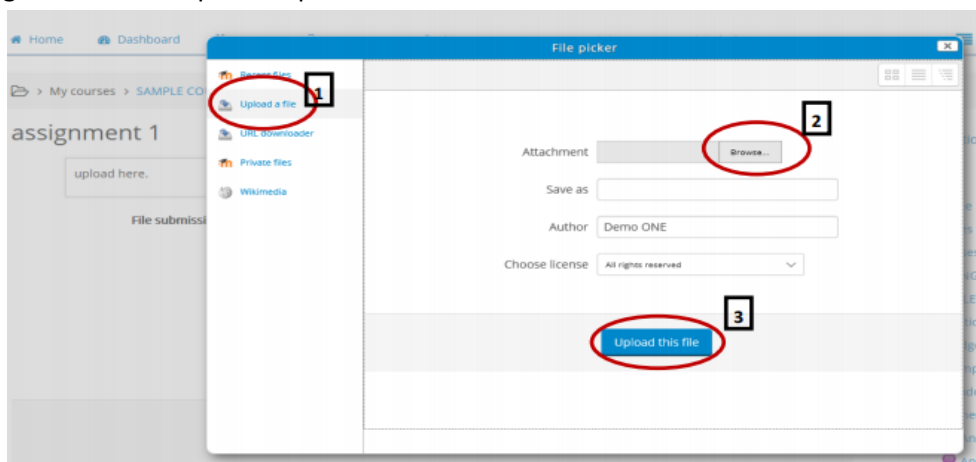 Home Dashboard
File picker
My courses > SAMPLE CO
assignment 1
upload here.
File submissi
Recent files
Upload a file
1
URL downloader
Private files
Wikimedia
2
Attachment Browse...
Save as
Author Demo ONE
Choose license All rights reserved
3
Upload this file